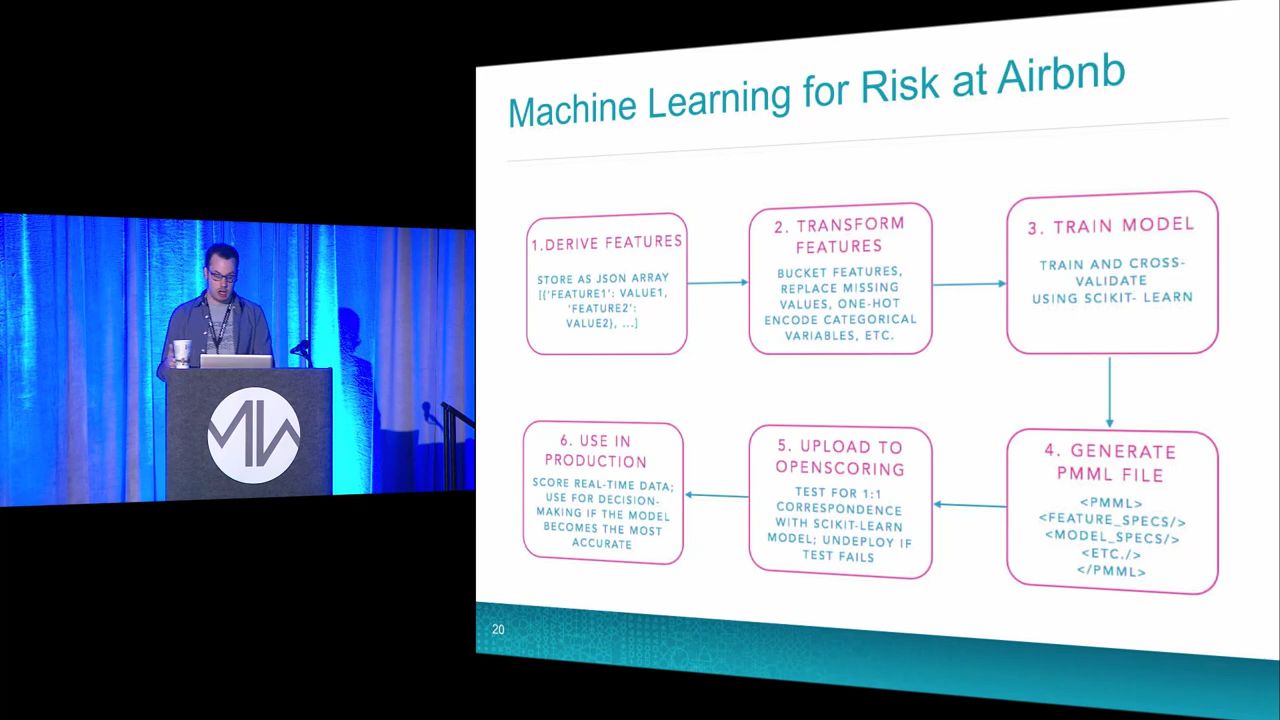 Machine Learning for Risk at Airbnb
1.DERIVE FEATURES
STORE AS JSON ARRAY
[{'FEATURE1': VALUE1,
'FEATURE2':
VALUE2}, ...]
2. TRANSFORM
FEATURES
BUCKET FEATURES,
REPLACE MISSING
VALUES, ONE-HOT
ENCODE CATEGORICAL
VARIABLES, ETC.
3. TRAIN MODEL
TRAIN AND CROSS-
VALIDATE
USING SCIKIT- LEARN
4. GENERATE
PMML FILE
<PMML>
<FEATURE_SPECS/>
<MODEL_SPECS/>
<ETC./>
</PMML>
5. UPLOAD TO
OPENSCORING
TEST FOR 1:1
CORRESPONDENCE
WITH SCIKIT-LEARN
MODEL; UNDEPLOY IF
TEST FAILS
6. USE IN
PRODUCTION
SCORE REAL-TIME DATA;
USE FOR DECISION-
MAKING IF THE MODEL
BECOMES THE MOST
ACCURATE
20